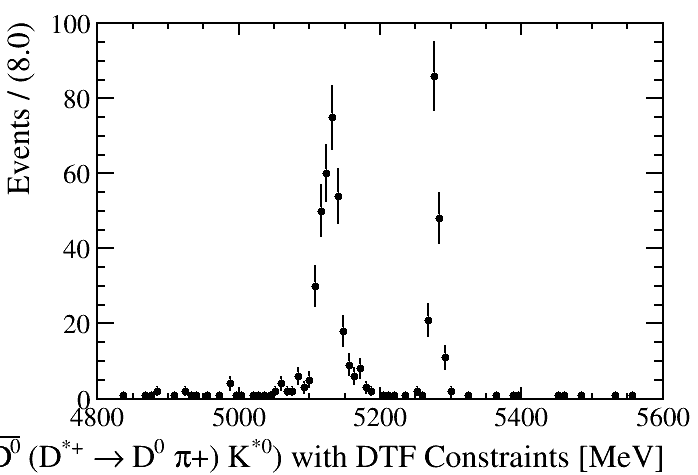 Events / (8.0)
100
80
60
40
20
0
4800 5000 5200 5400 5600
D⁰ (D*⁺ → D⁰ π+) K*⁰) with DTF Constraints [MeV]